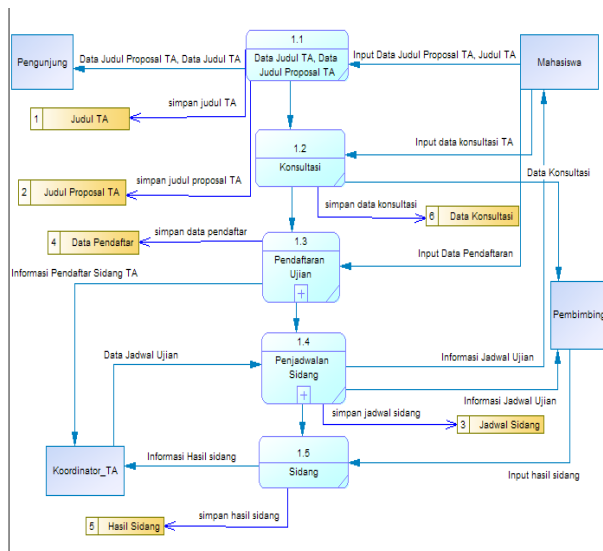 1.1
Data Judul TA, Data
Judul Proposal TA
Pengunjung
Data Judul Proposal TA, Data Judul TA
Input Data Judul Proposal TA, Judul TA
Mahasiswa
simpan judul TA
1 Judul TA
1.2
Konsultasi
Input data konsultasi TA
Data Konsultasi
simpan judul proposal TA
2 Judul Proposal TA
simpan data konsultasi
6 Data Konsultasi
1.3
Pendaftaran
Ujian
simpan data pendaftar
4 Data Pendaftar
Input Data Pendaftaran
Informasi Pendaftar Sidang TA
Pembimbing
1.4
Penjadwalan
Sidang
Data Jadwal Ujian
Informasi Jadwal Ujian
Informasi Jadwal Ujian
simpan jadwal sidang
3 Jadwal Sidang
1.5
Sidang
Informasi Hasil sidang
Koordinator_TA
Input hasil sidang
simpan hasil sidang
5 Hasil Sidang